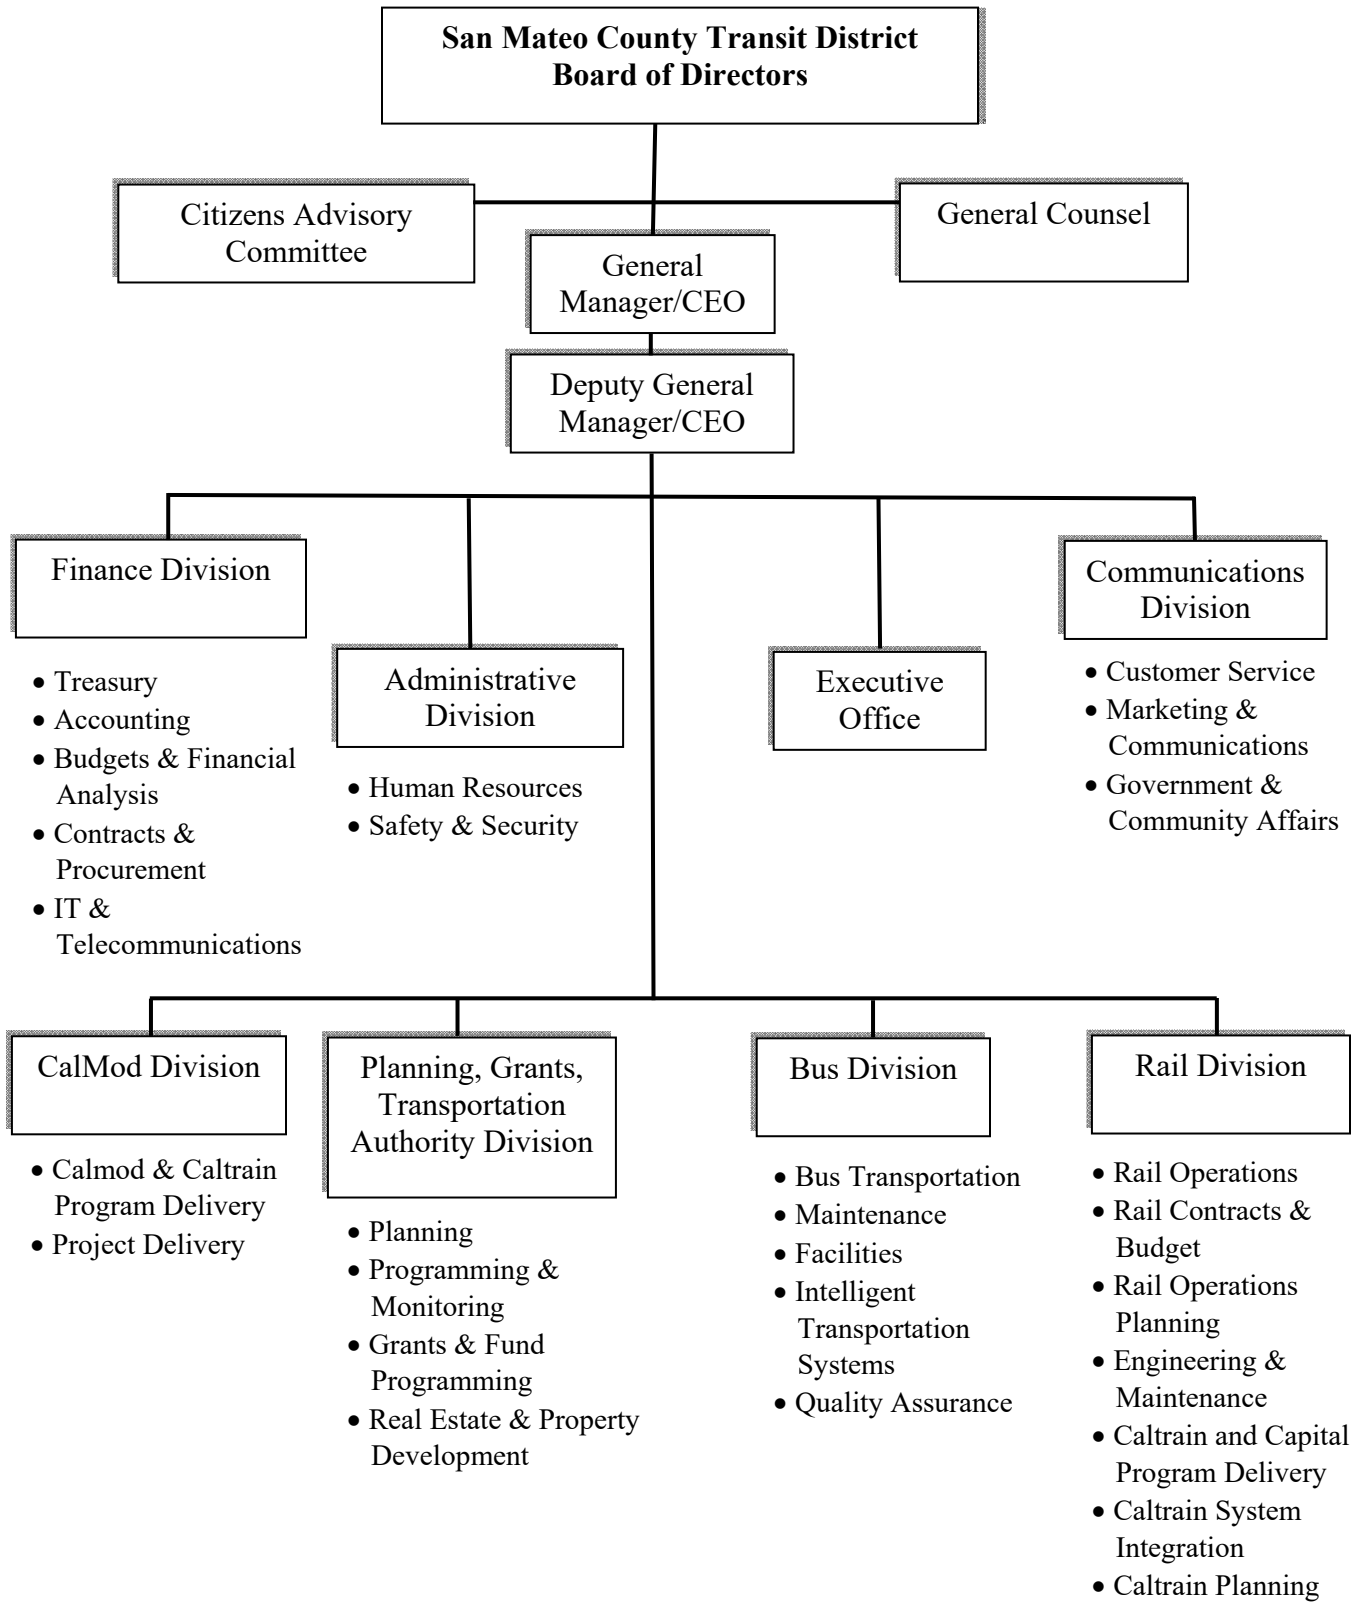 San Mateo County Transit District
Board of Directors
Citizens Advisory
Committee
General Counsel
General
Manager/CEO
Deputy General
Manager/CEO
Finance Division
• Treasury
• Accounting
• Budgets & Financial
Analysis
• Contracts &
Procurement
• IT &
Telecommunications
Administrative
Division
• Human Resources
• Safety & Security
Executive
Office
Communications
Division
• Customer Service
• Marketing &
Communications
• Government &
Community Affairs
CalMod Division
• Calmod & Caltrain
Program Delivery
• Project Delivery
Planning, Grants,
Transportation
Authority Division
• Planning
• Programming &
Monitoring
• Grants & Fund
Programming
• Real Estate & Property
Development
Bus Division
• Bus Transportation
• Maintenance
• Facilities
• Intelligent
Transportation
Systems
• Quality Assurance
Rail Division
• Rail Operations
• Rail Contracts &
Budget
• Rail Operations
Planning
• Engineering &
Maintenance
• Caltrain and Capital
Program Delivery
• Caltrain System
Integration
• Caltrain Planning